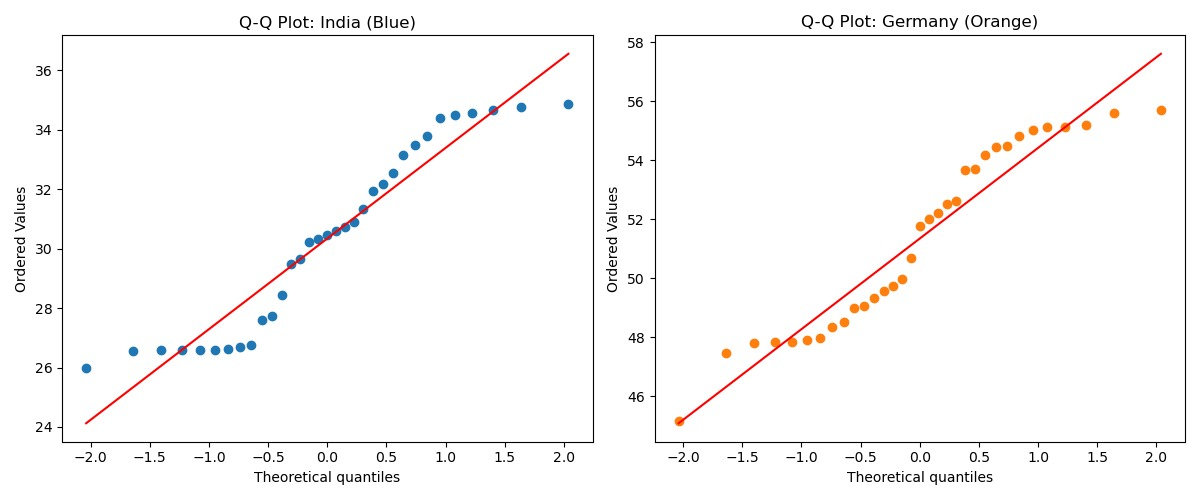 Q-Q Plot: India (Blue)
Ordered Values
36
34
32
30
28
26
24
−2.0 −1.5 −1.0 −0.5 0.0 0.5 1.0 1.5 2.0
Theoretical quantiles
Q-Q Plot: Germany (Orange)
Ordered Values
58
56
54
52
50
48
46
−2.0 −1.5 −1.0 −0.5 0.0 0.5 1.0 1.5 2.0
Theoretical quantiles